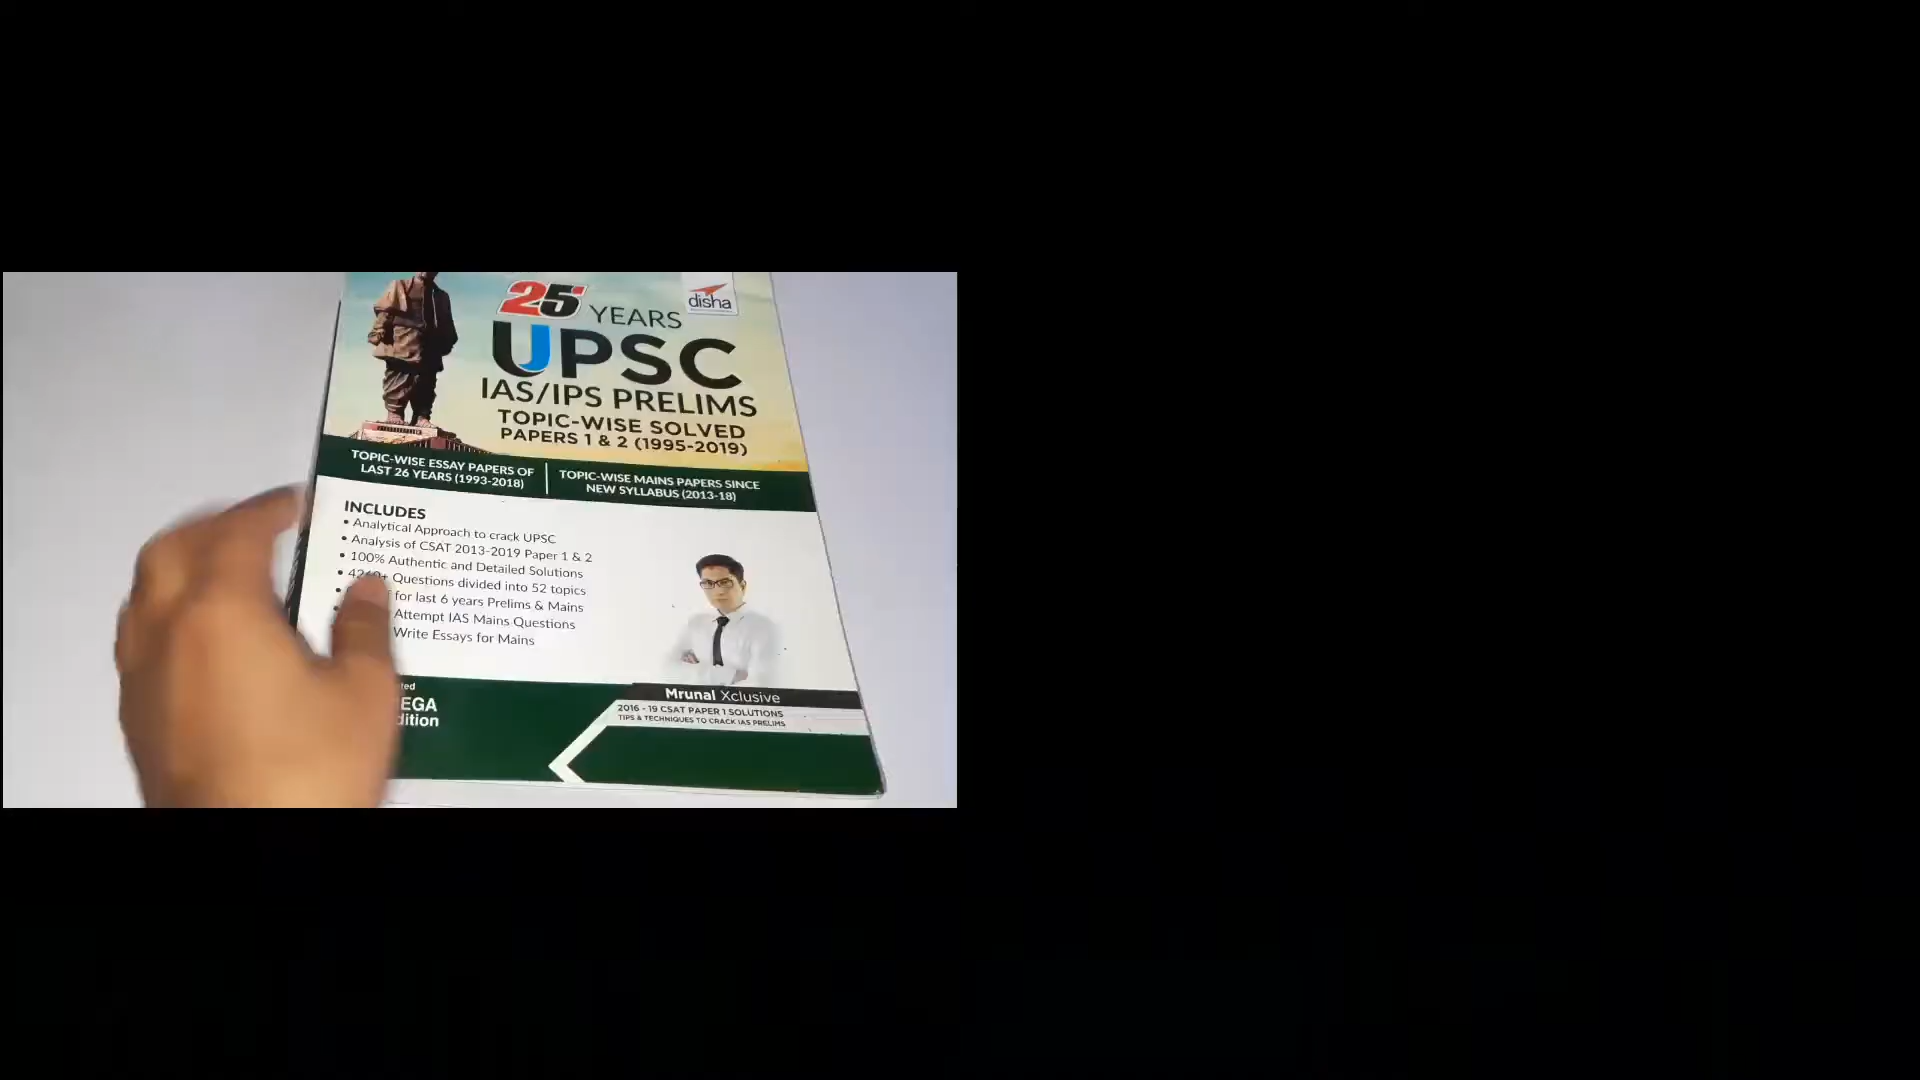 25 YEARS
disha
UPSC
IAS/IPS PRELIMS
TOPIC-WISE SOLVED
PAPERS 1 & 2 (1995-2019)
TOPIC-WISE ESSAY PAPERS OF
LAST 26 YEARS (1993-2018)
TOPIC-WISE MAINS PAPERS SINCE
NEW SYLLABUS (2013-18)
INCLUDES
• Analytical Approach to crack UPSC
• Analysis of CSAT 2013-2019 Paper 1 & 2
• 100% Authentic and Detailed Solutions
• Questions divided into 52 topics
• for last 6 years Prelims & Mains
Attempt IAS Mains Questions
Write Essays for Mains
Mrunal Xclusive
2016 - 19 CSAT PAPER 1 SOLUTIONS
TIPS & TECHNIQUES TO CRACK IAS PRELIMS